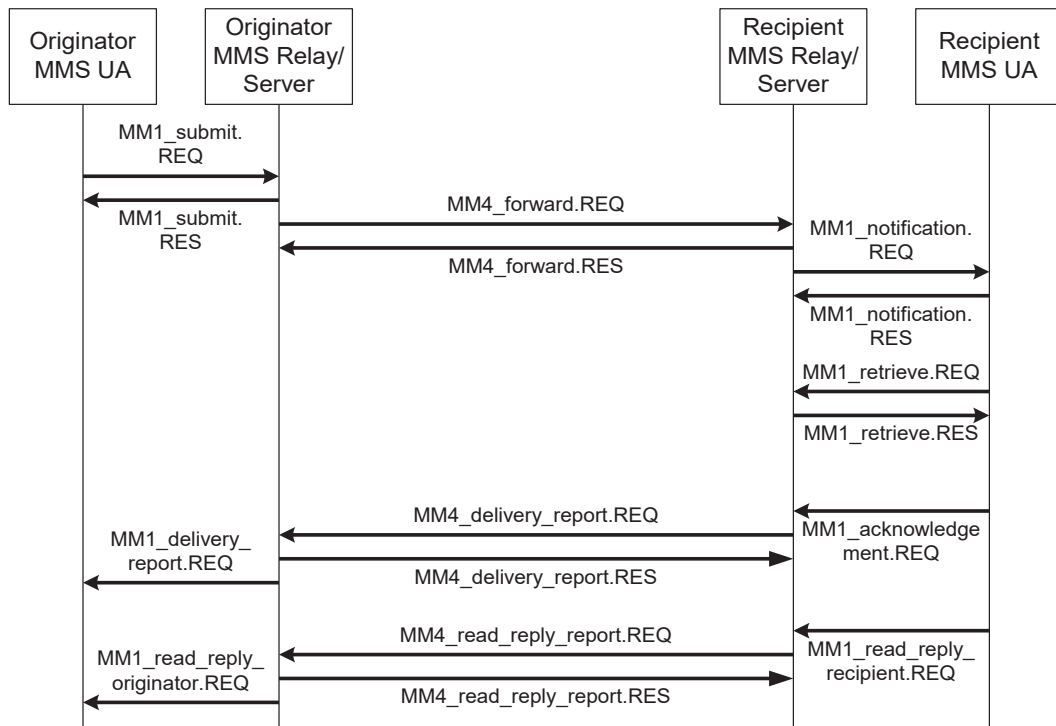 Originator
MMS UA
Originator
MMS Relay/
Server
Recipient
MMS Relay/
Server
Recipient
MMS UA
MM1_submit.
REQ
MM1_submit.
RES
MM4_forward.REQ
MM4_forward.RES
MM1_notification.
REQ
MM1_notification.
RES
MM1_retrieve.REQ
MM1_retrieve.RES
MM4_delivery_report.REQ
MM1_acknowledge
ment.REQ
MM1_delivery_
report.REQ
MM4_delivery_report.RES
MM4_read_reply_report.REQ
MM1_read_reply_
recipient.REQ
MM1_read_reply_
originator.REQ
MM4_read_reply_report.RES